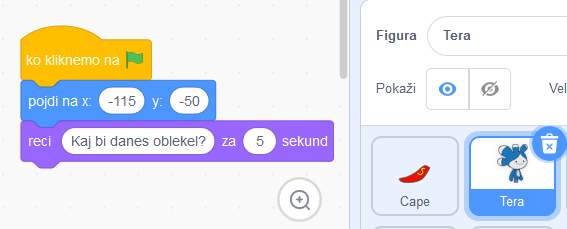 ko kliknemo na
pojdi na x: -115 y: -50
reci Kaj bi danes oblekel? za 5 sekund
Figura Tera
Pokaži
Vel
Cape
Tera